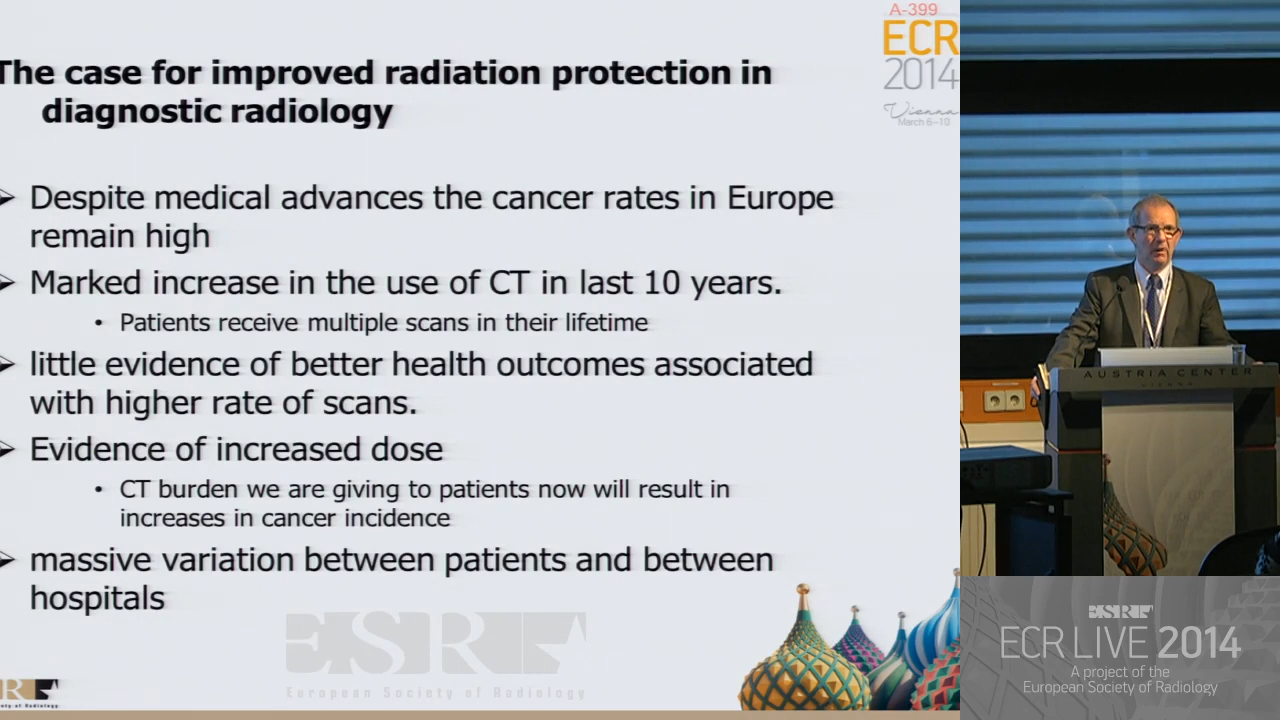 A-399
ECR
2014
Vienna
March 6–10
The case for improved radiation protection in
diagnostic radiology
Despite medical advances the cancer rates in Europe
remain high
Marked increase in the use of CT in last 10 years.
• Patients receive multiple scans in their lifetime
little evidence of better health outcomes associated
with higher rate of scans.
Evidence of increased dose
• CT burden we are giving to patients now will result in
increases in cancer incidence
massive variation between patients and between
hospitals
ESR
European Society of Radiology
AUSTRIA CENTER
VIENNA
ESR
ECR LIVE 2014
A project of the
European Society of Radiology